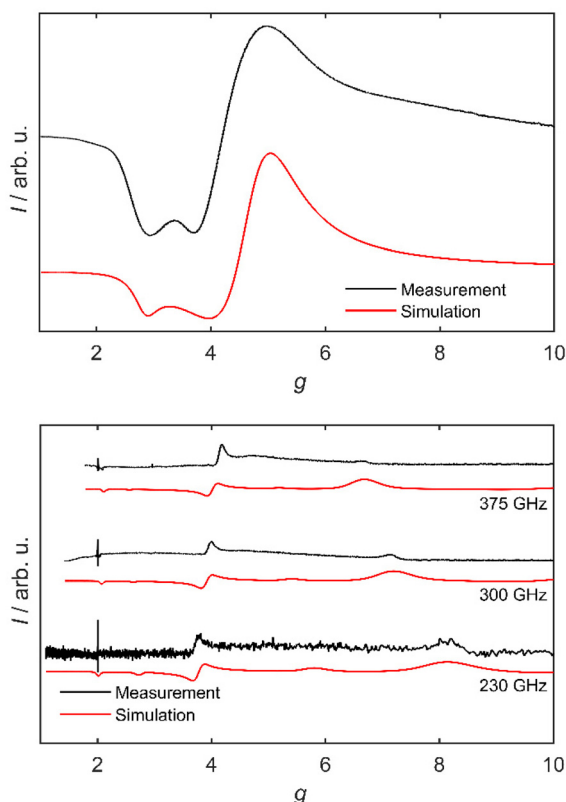 I / arb. u.
Measurement
Simulation
2
4
6
8
10
g
I / arb. u.
375 GHz
300 GHz
230 GHz
Measurement
Simulation
2
4
6
8
10
g